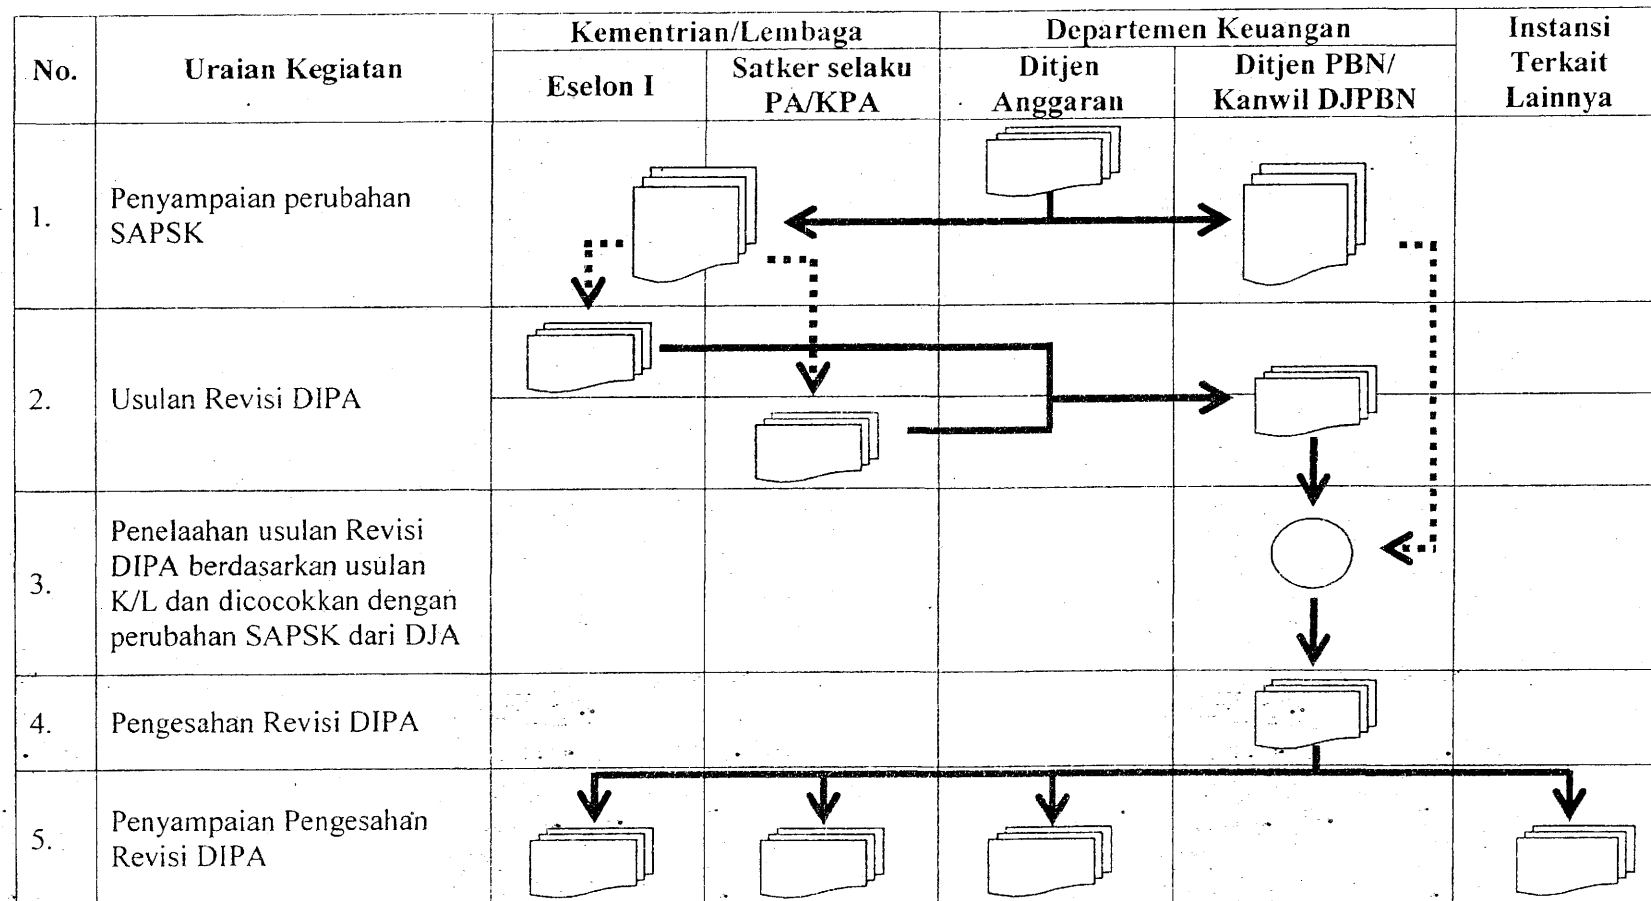 No.
Uraian Kegiatan
Kementrian/Lembaga
Departemen Keuangan
Instansi
Terkait
Lainnya
Eselon I
Satker selaku
PA/KPA
Ditjen
Anggaran
Ditjen PBN/
Kanwil DJPBN
1.
Penyampaian perubahan
SAPSK
2.
Usulan Revisi DIPA
3.
Penelaahan usulan Revisi
DIPA berdasarkan usulan
K/L dan dicocokkan dengan
perubahan SAPSK dari DJA
4.
Pengesahan Revisi DIPA
5.
Penyampaian Pengesahan
Revisi DIPA